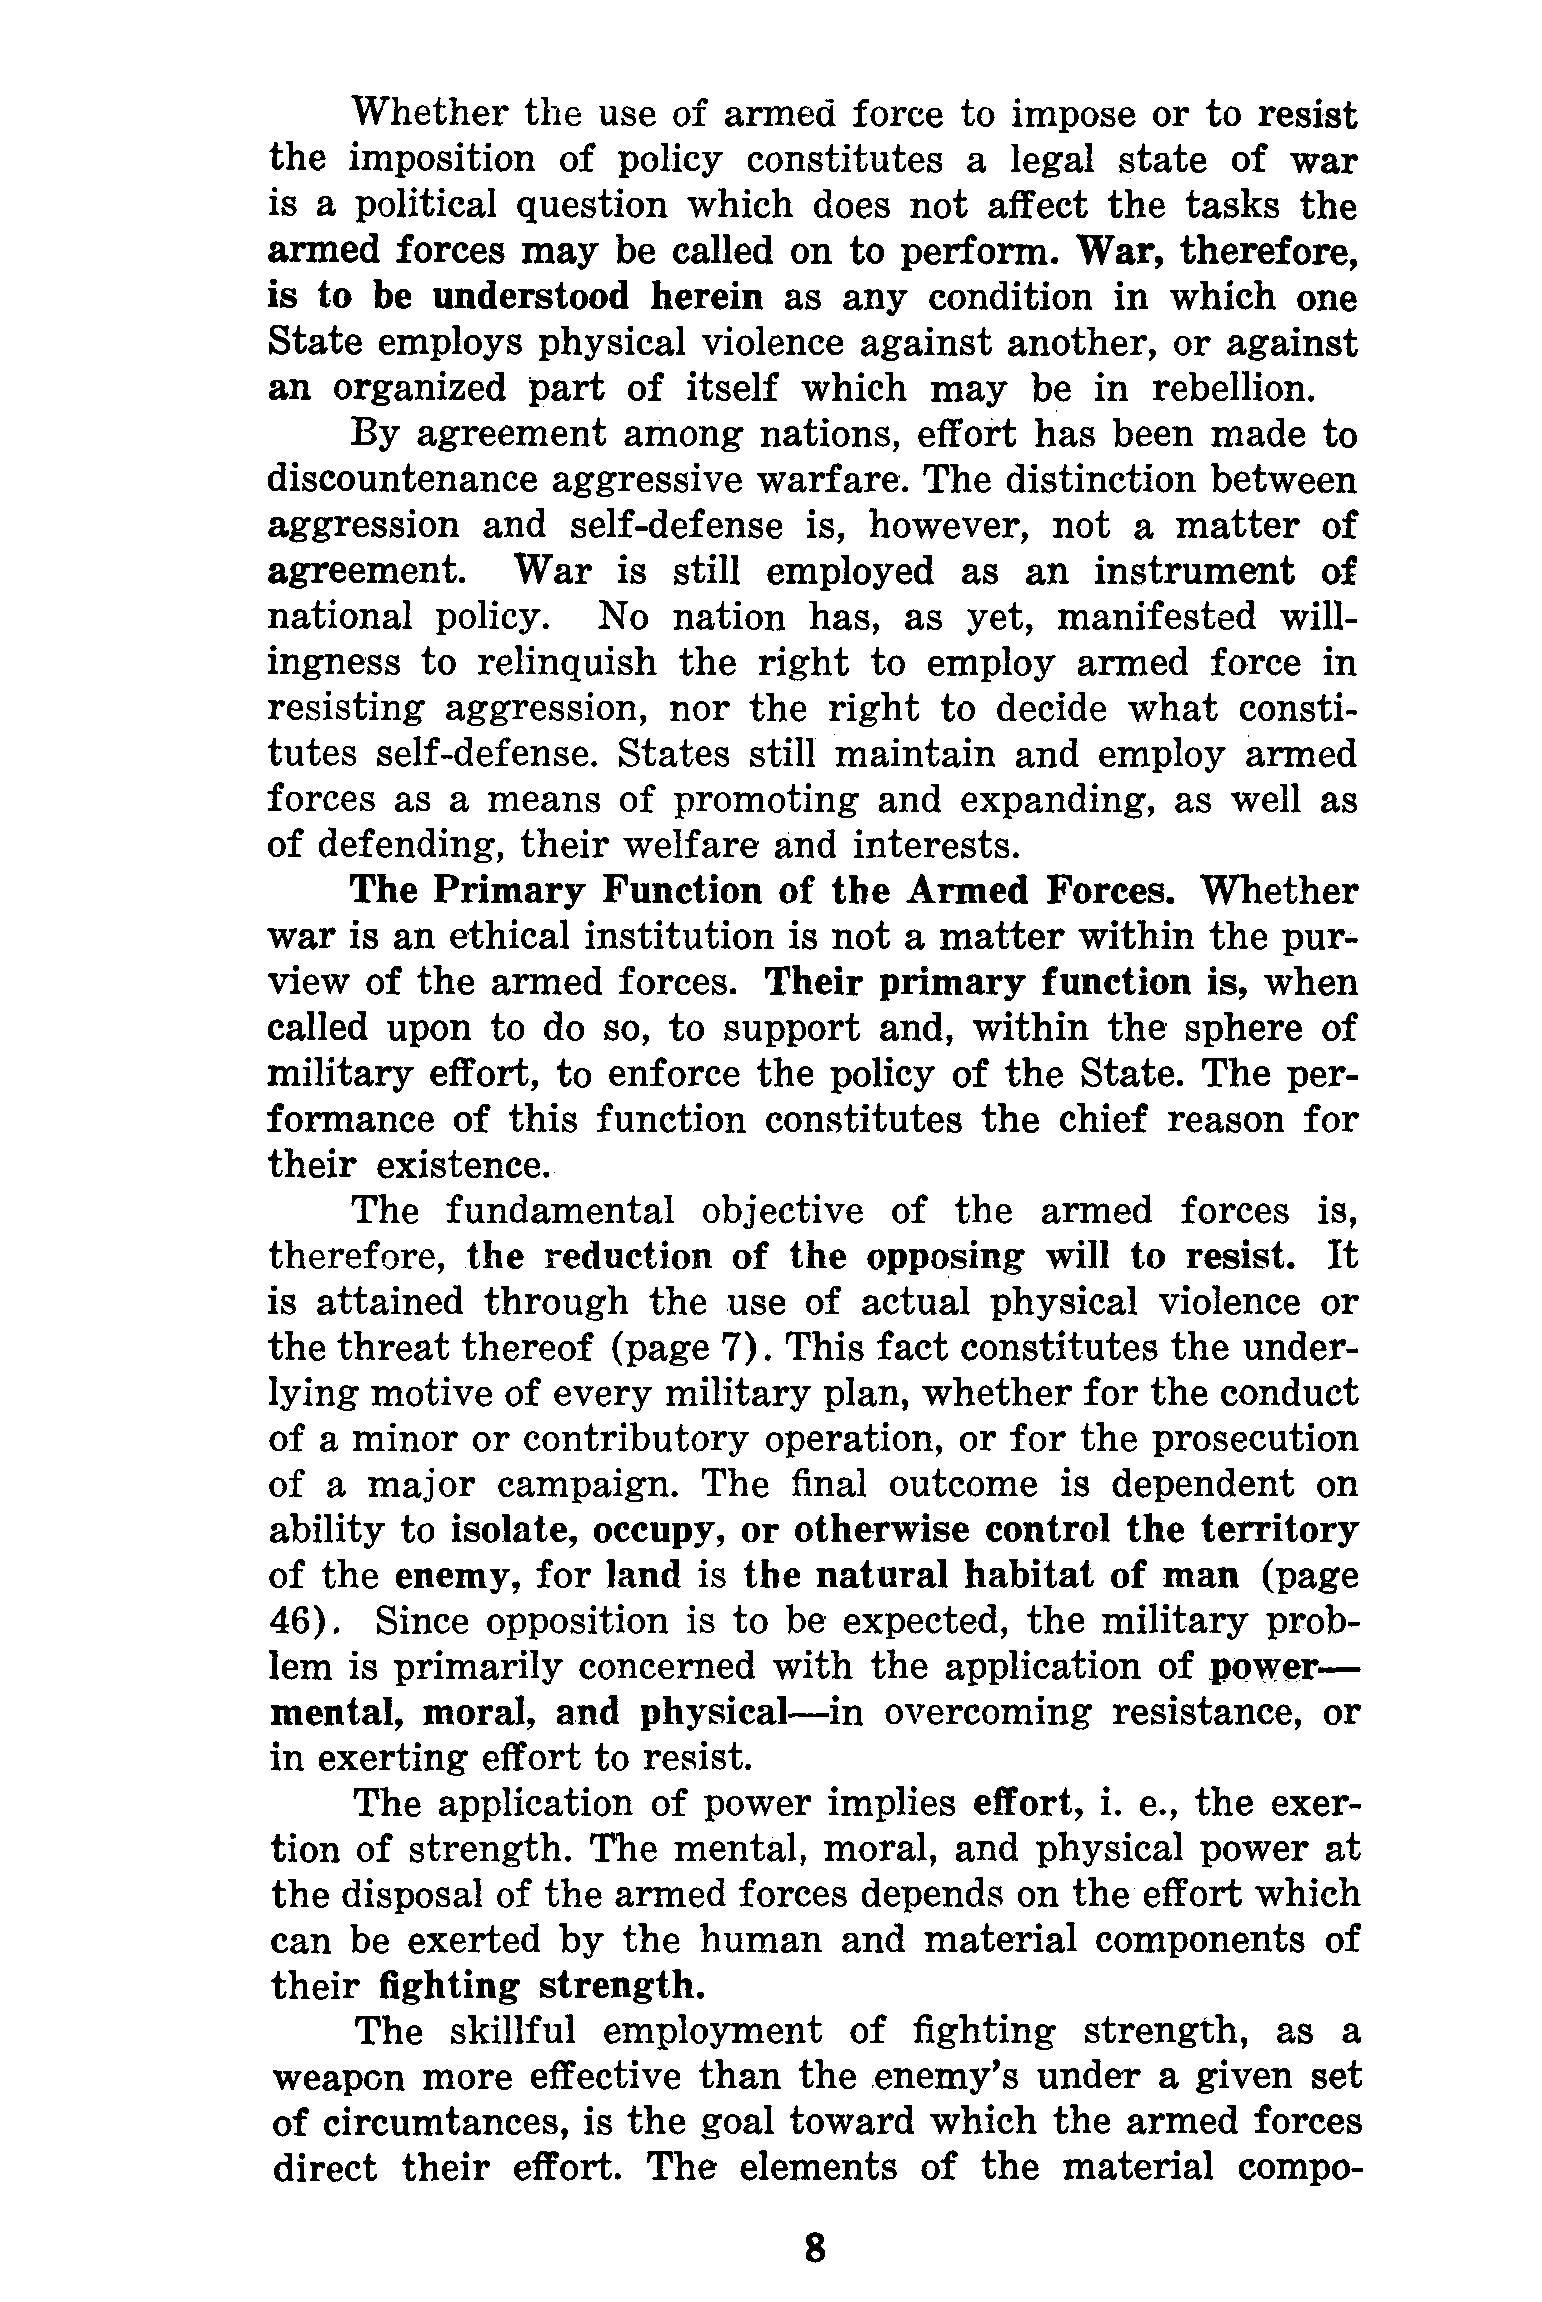 Whether the use of armed force to impose or to resist
the imposition of policy constitutes a legal state of war
is a political question which does not affect the tasks the
armed forces may be called on to perform. War, therefore,
is to be understood herein as any condition in which one
State employs physical violence against another, or against
an organized part of itself which may be in rebellion.
By agreement among nations, effort has been made to
discountenance aggressive warfare. The distinction between
aggression and self-defense is, however, not a matter of
agreement. War is still employed as an instrument of
national policy. No nation has, as yet, manifested will-
ingness to relinquish the right to employ armed force in
resisting aggression, nor the right to decide what consti-
tutes self-defense. States still maintain and employ armed
forces as a means of promoting and expanding, as well as
of defending, their welfare and interests.
The Primary Function of the Armed Forces. Whether
war is an ethical institution is not a matter within the pur-
view of the armed forces. Their primary function is, when
called upon to do so, to support and, within the sphere of
military effort, to enforce the policy of the State. The per-
formance of this function constitutes the chief reason for
their existence.
The fundamental objective of the armed forces is,
therefore, the reduction of the opposing will to resist. It
is attained through the use of actual physical violence or
the threat thereof (page 7). This fact constitutes the under-
lying motive of every military plan, whether for the conduct
of a minor or contributory operation, or for the prosecution
of a major campaign. The final outcome is dependent on
ability to isolate, occupy, or otherwise control the territory
of the enemy, for land is the natural habitat of man (page
46). Since opposition is to be expected, the military prob-
lem is primarily concerned with the application of power—
mental, moral, and physical—in overcoming resistance, or
in exerting effort to resist.
The application of power implies effort, i. e., the exer-
tion of strength. The mental, moral, and physical power at
the disposal of the armed forces depends on the effort which
can be exerted by the human and material components of
their fighting strength.
The skillful employment of fighting strength, as a
weapon more effective than the enemy's under a given set
of circumtances, is the goal toward which the armed forces
direct their effort. The elements of the material compo-
8